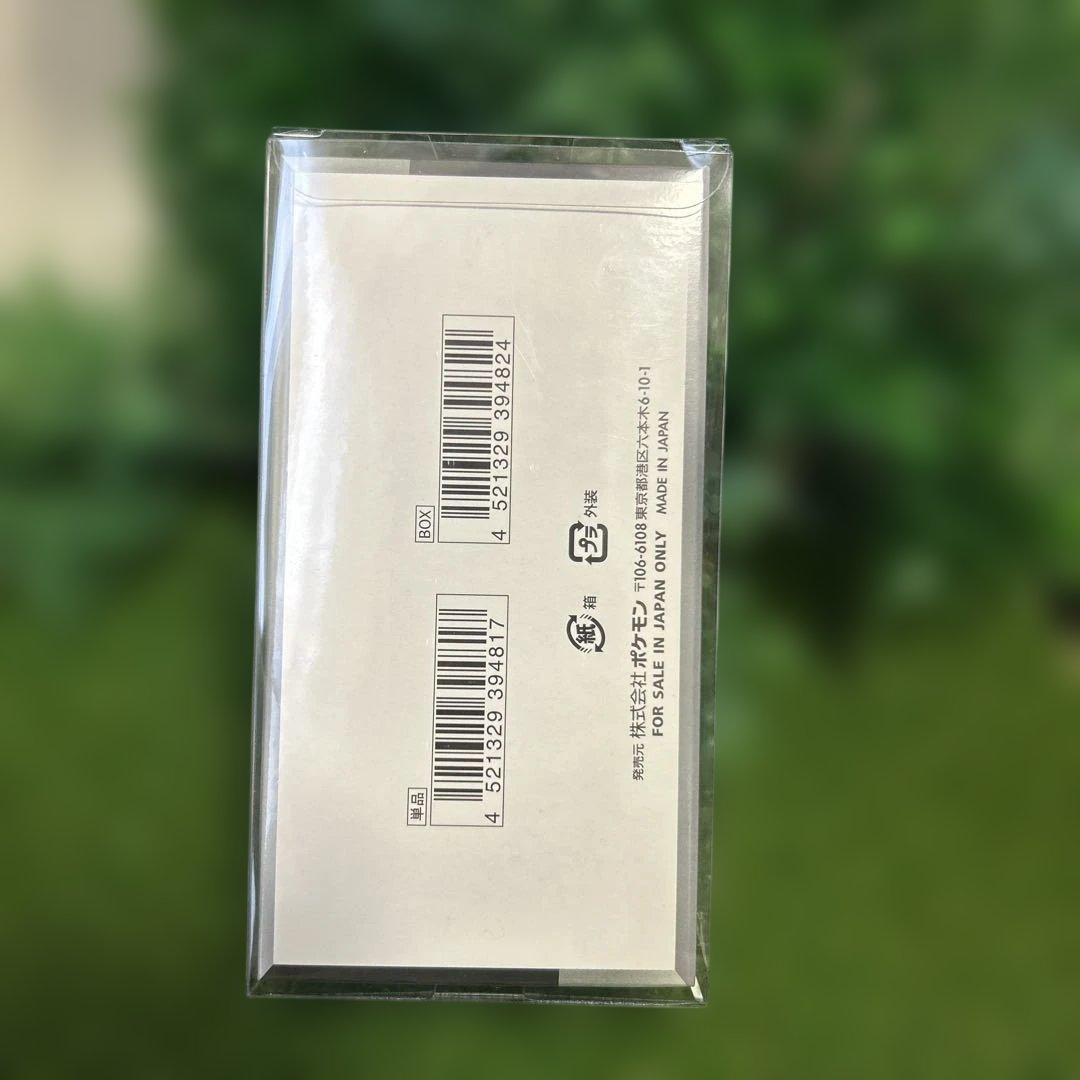 単品
4 521329 394817
BOX
4 521329 394824
紙 箱
プラ 外装
発売元 株式会社ポケモン 〒106-6108 東京都港区六本木6-10-1
FOR SALE IN JAPAN ONLY MADE IN JAPAN